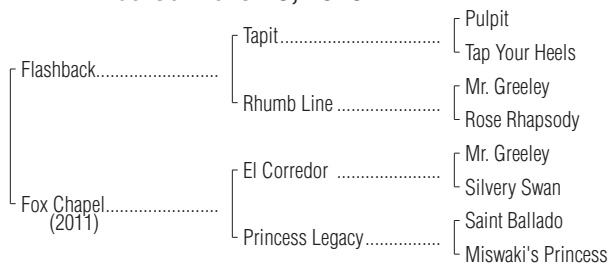 Pulpit
Tapit
Tap Your Heels
Flashback
Mr. Greeley
Rhumb Line
Rose Rhapsody
Mr. Greeley
El Corredor
Silvery Swan
Fox Chapel
(2011)
Saint Ballado
Princess Legacy
Miswaki's Princess